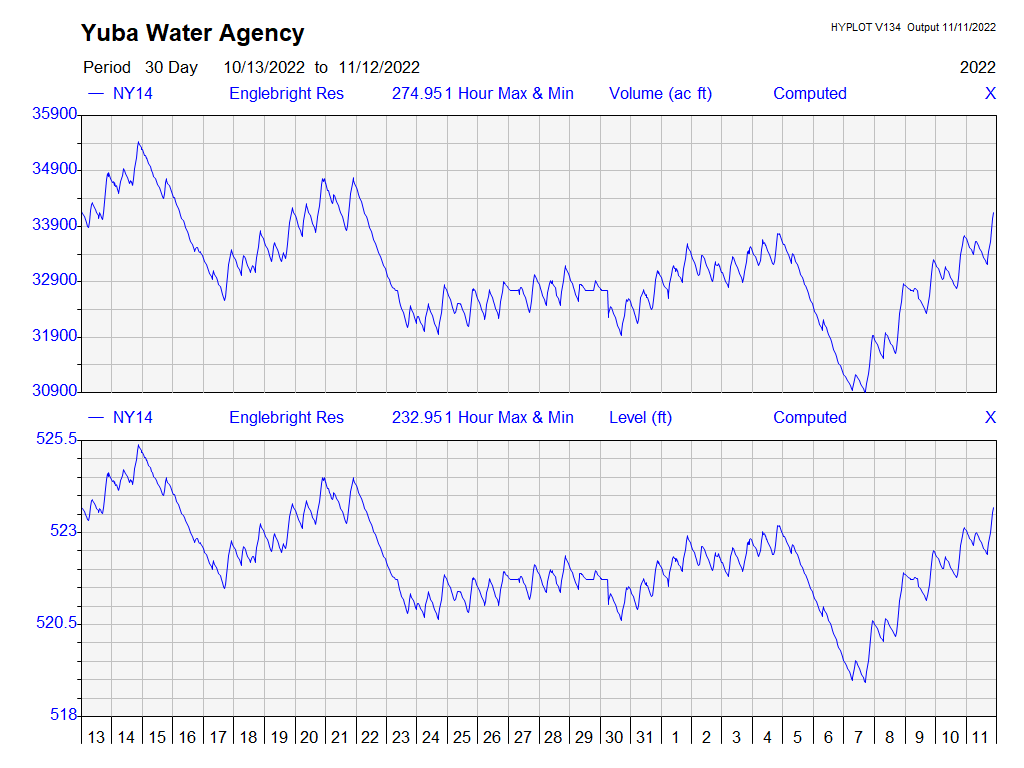 Yuba Water Agency
HYPLOT V134 Output 11/11/2022
Period 30 Day 10/13/2022 to 11/12/2022 2022
NY14 Englebright Res 274.951 Hour Max & Min Volume (ac ft) Computed X
35900
34900
33900
32900
31900
30900
NY14 Englebright Res 232.951 Hour Max & Min Level (ft) Computed X
525.5
523
520.5
518
13 14 15 16 17 18 19 20 21 22 23 24 25 26 27 28 29 30 31 1 2 3 4 5 6 7 8 9 10 11